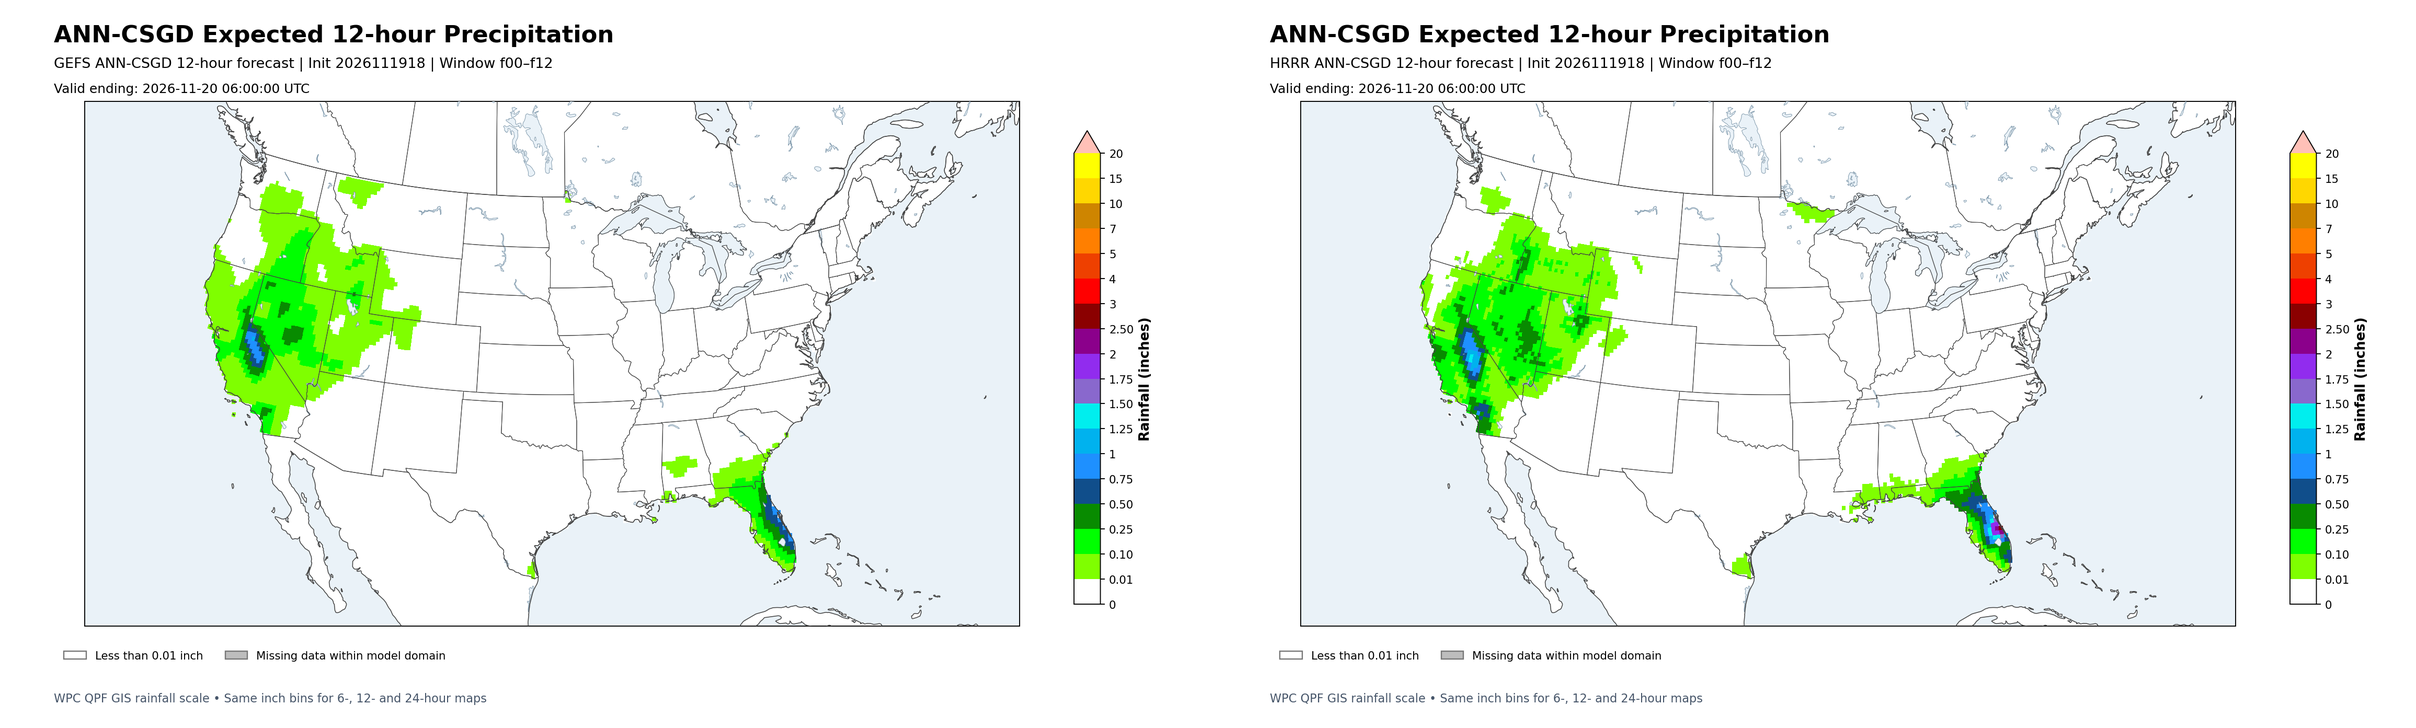 ANN-CSGD Expected 12-hour Precipitation
GEFS ANN-CSGD 12-hour forecast | Init 2026111918 | Window f00–f12
Valid ending: 2026-11-20 06:00:00 UTC
20
15
10
7
5
4
3
2.50
2
1.75
1.50
1.25
1
0.75
0.50
0.25
0.10
0.01
0
Rainfall (inches)
Less than 0.01 inch
Missing data within model domain
WPC QPF GIS rainfall scale • Same inch bins for 6-, 12- and 24-hour maps
ANN-CSGD Expected 12-hour Precipitation
HRRR ANN-CSGD 12-hour forecast | Init 2026111918 | Window f00–f12
Valid ending: 2026-11-20 06:00:00 UTC
20
15
10
7
5
4
3
2.50
2
1.75
1.50
1.25
1
0.75
0.50
0.25
0.10
0.01
0
Rainfall (inches)
Less than 0.01 inch
Missing data within model domain
WPC QPF GIS rainfall scale • Same inch bins for 6-, 12- and 24-hour maps